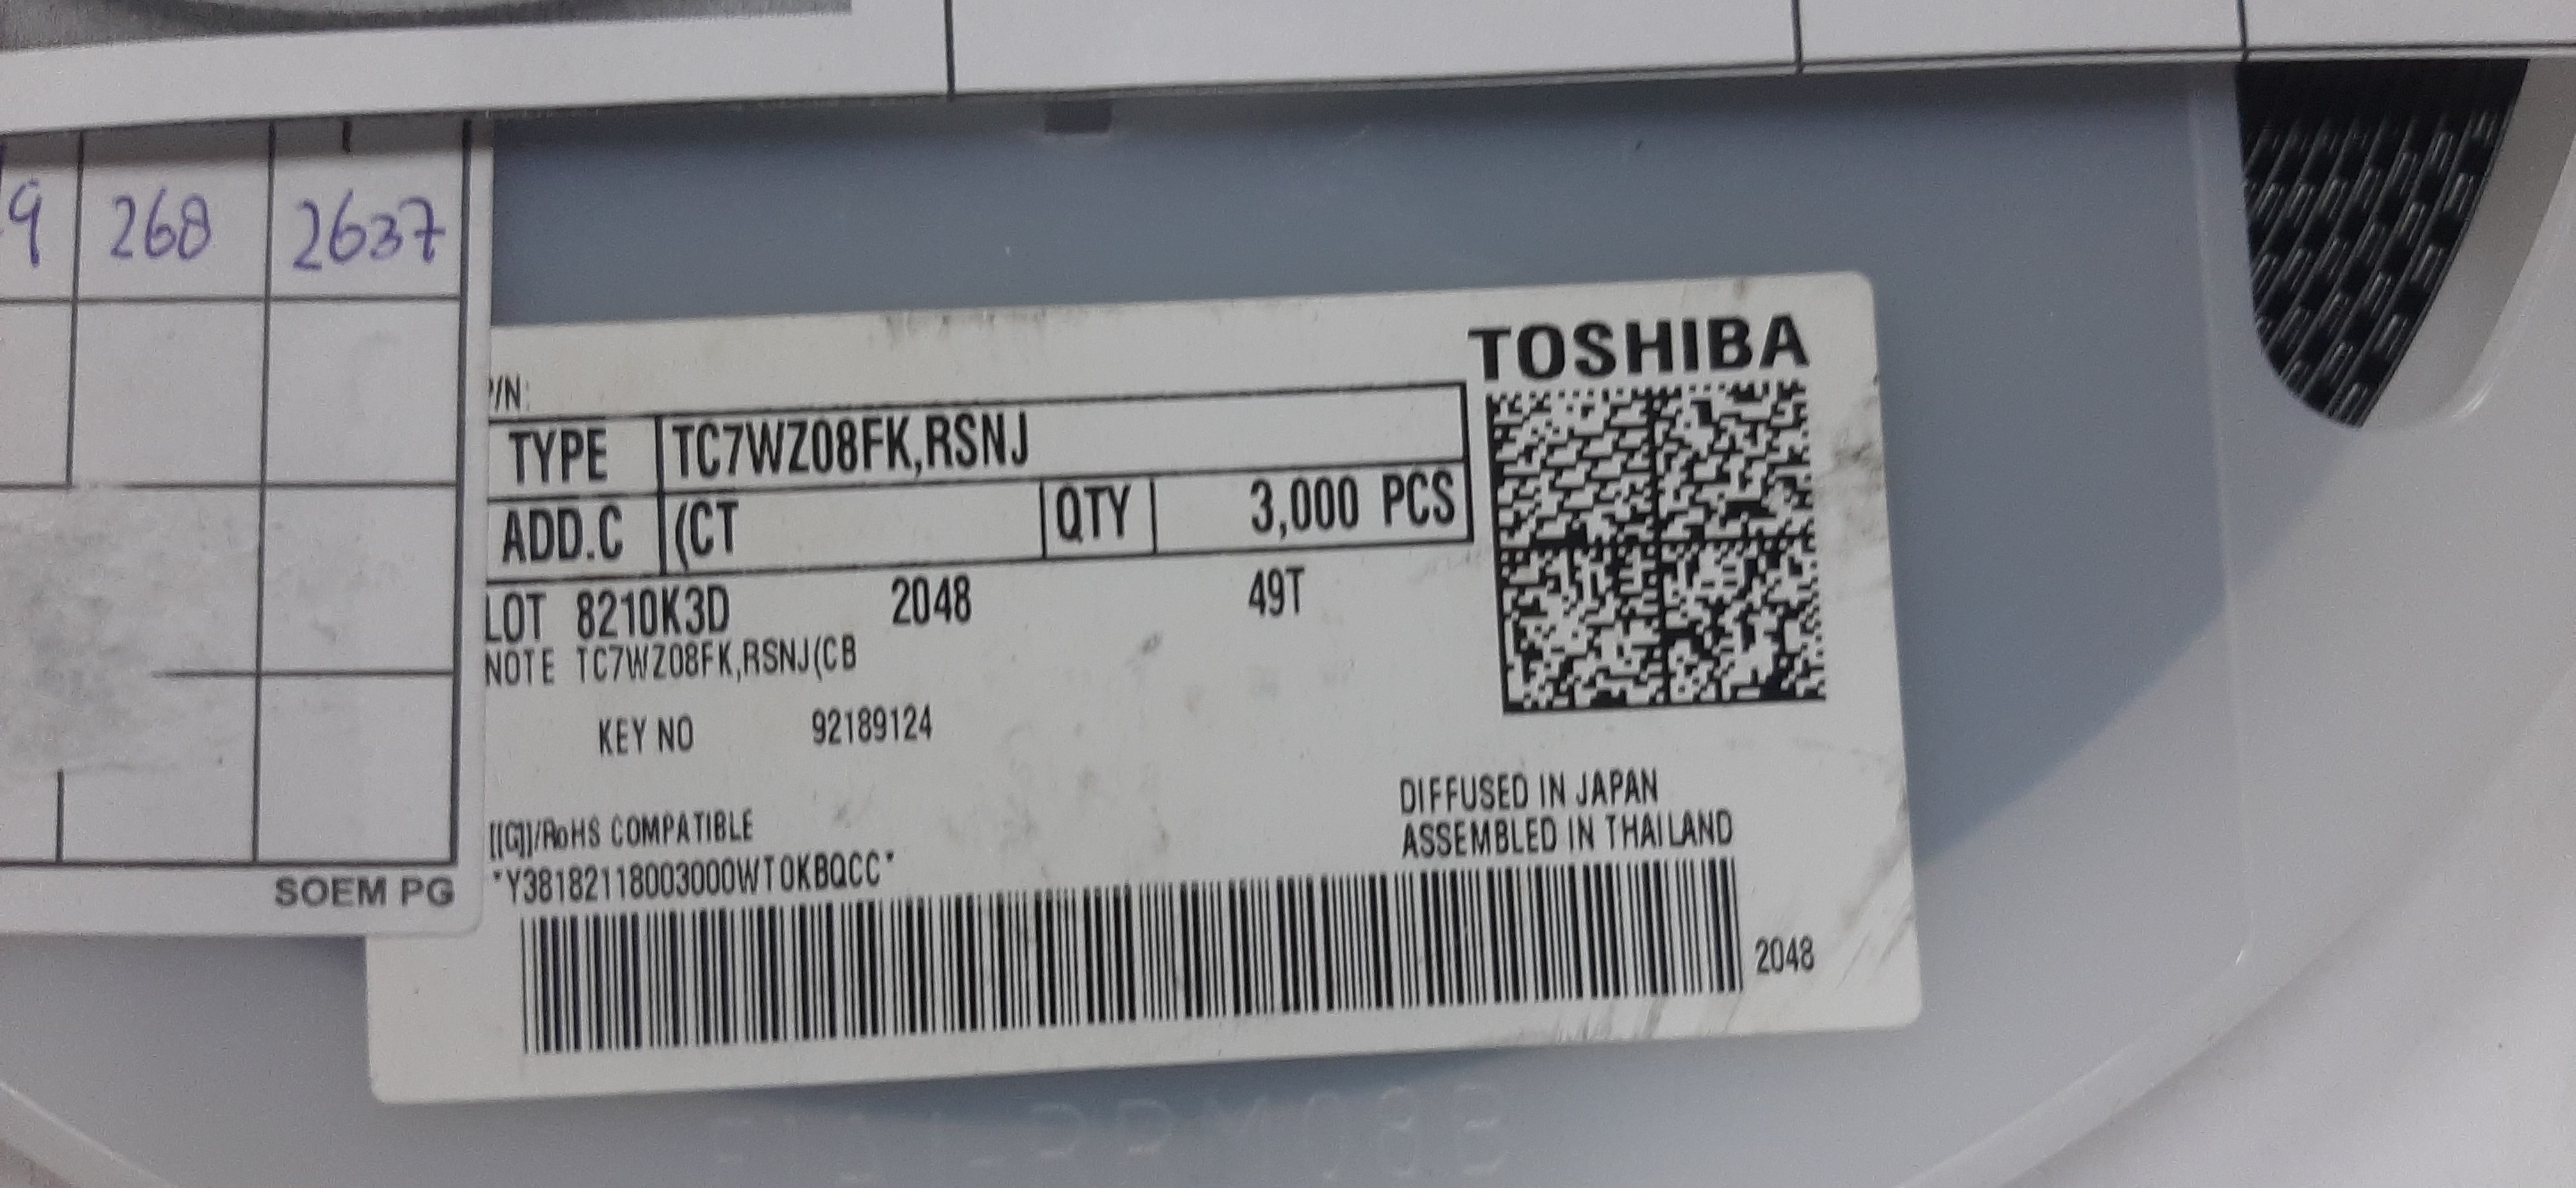 9 268 2637
TOSHIBA
P/N:
TYPE TC7WZ08FK,RSNJ
ADD.C (CT QTY 3,000 PCS
LOT 8210K3D 2048 49T
NOTE TC7WZ08FK,RSNJ(CB
KEY NO 92189124
DIFFUSED IN JAPAN
[[G]]/RoHS COMPATIBLE
ASSEMBLED IN THAILAND
*Y38182118003000WT0KBQCC*
SOEM PG
2048